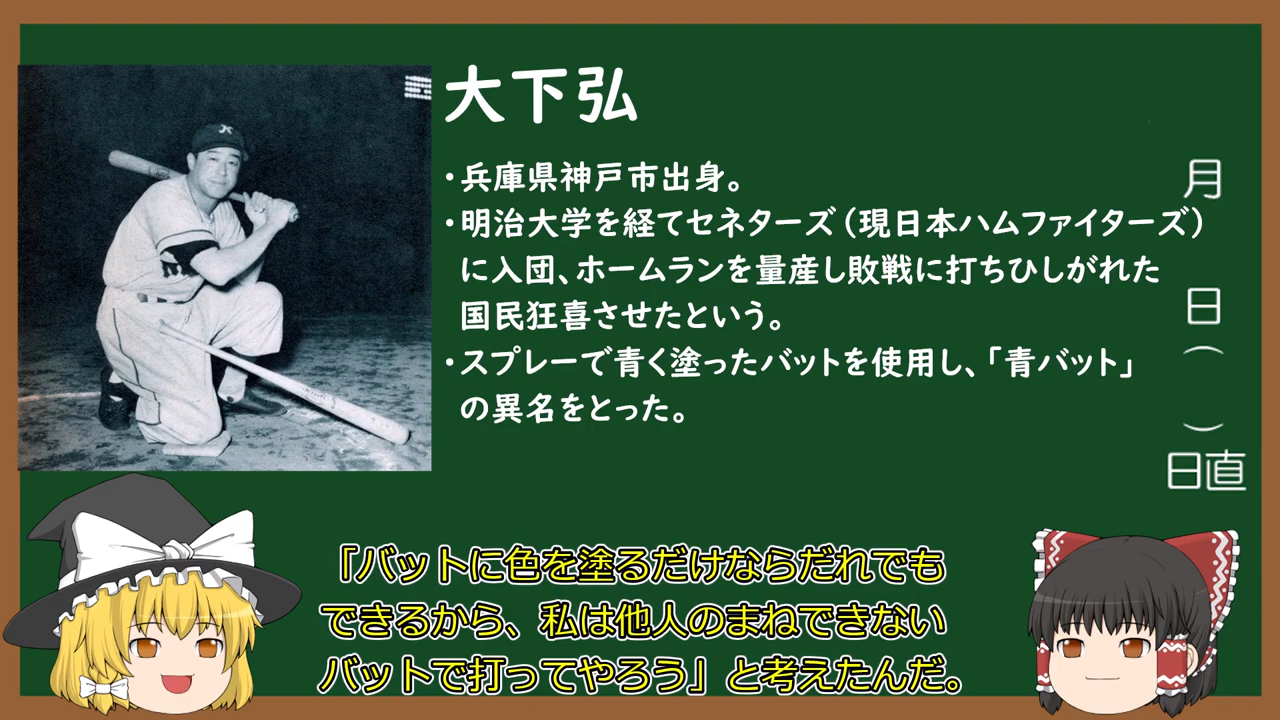 大下弘
・兵庫県神戸市出身。
・明治大学を経てセネターズ（現日本ハムファイターズ）
に入団、ホームランを量産し敗戦に打ちひしがれた
国民狂喜させたという。
・スプレーで青く塗ったバットを使用し、「青バット」
の異名をとった。
月
日
（
）
日直
「バットに色を塗るだけならだれでも
できるから、私は他人のまねできない
バットで打ってやろう」と考えたんだ。